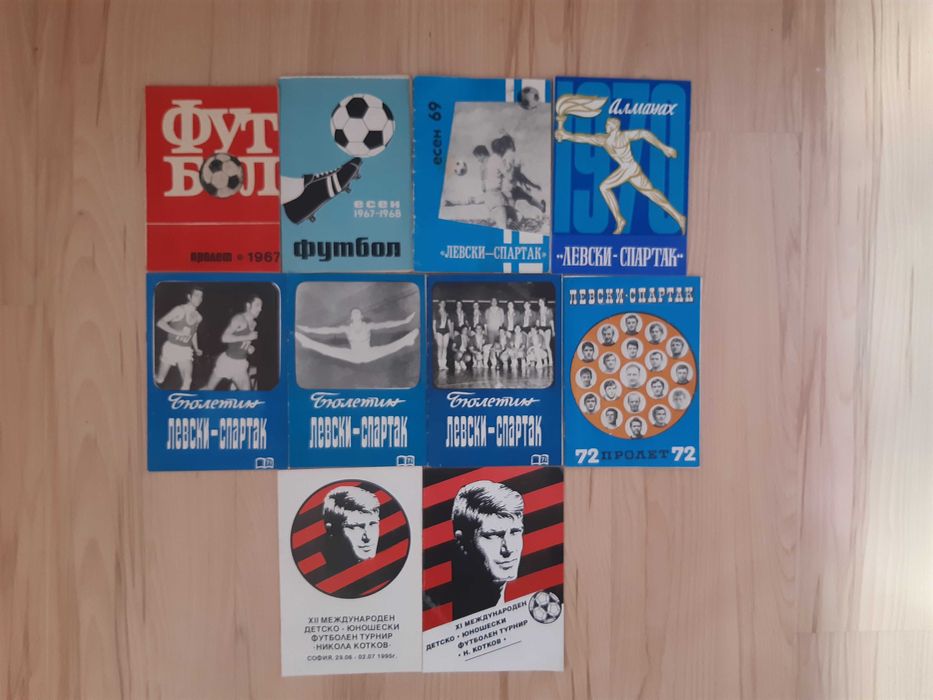 ФУТ
БОЛ
пролет • 1967
есен
1967-1968
футбол
есен 69
«ЛЕВСКИ–СПАРТАК»
1970
Алманах
"ЛЕВСКИ - СПАРТАК"
Бюлетин
ЛЕВСКИ–СПАРТАК
Бюлетин
ЛЕВСКИ–СПАРТАК
Бюлетин
ЛЕВСКИ–СПАРТАК
ЛЕВСКИ-СПАРТАК
72 ПРОЛЕТ 72
XII МЕЖДУНАРОДЕН
ДЕТСКО - ЮНОШЕСКИ
ФУТБОЛЕН ТУРНИР
·НИКОЛА КОТКОВ·
XI МЕЖДУНАРОДЕН
ДЕТСКО • ЮНОШЕСКИ
ФУТБОЛЕН ТУРНИР
• Н. КОТКОВ •